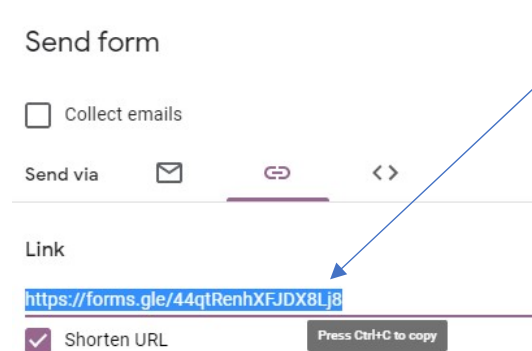 Send form
Collect emails
Send via
Link
https://forms.gle/44qtRenhXFJDX8Lj8
Shorten URL
Press Ctrl+C to copy